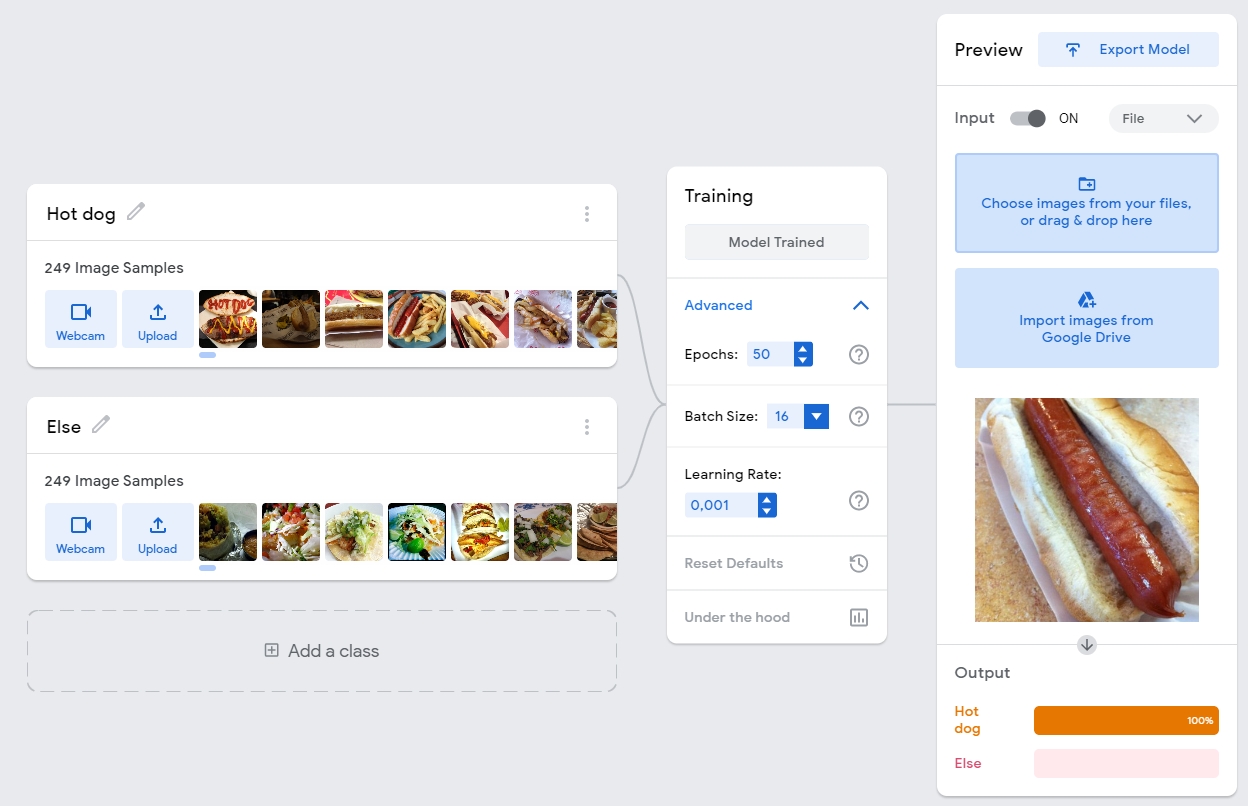 Hot dog
249 Image Samples
Webcam
Upload
HOT DOG
Else
249 Image Samples
Webcam
Upload
Add a class
Training
Model Trained
Advanced
Epochs: 50
Batch Size: 16
Learning Rate:
0,001
Reset Defaults
Under the hood
Preview
Export Model
Input ON File
Choose images from your files,
or drag & drop here
Import images from
Google Drive
Output
Hot
dog
100%
Else